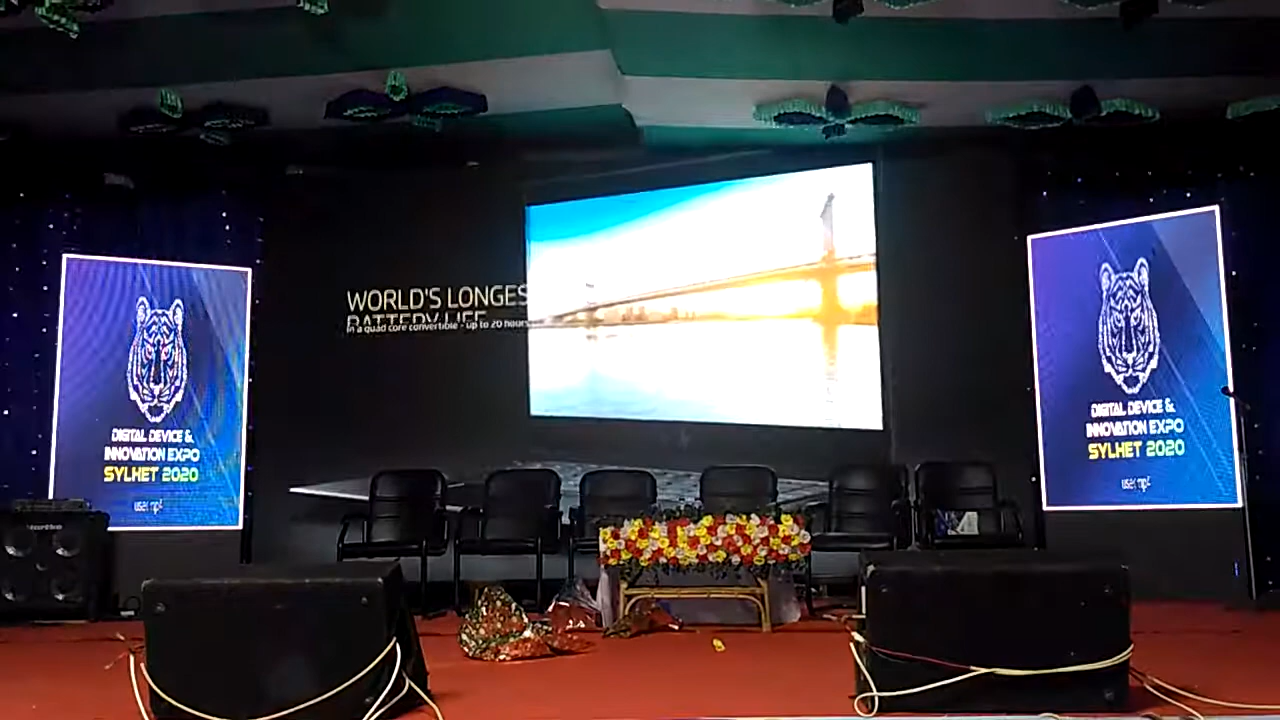 WORLD'S LONGES
BATTERY LIFE
In a quad core convertible - up to 20 hours
DIGITAL DEVICE &
INNOVATION EXPO
SYLHET 2020
DIGITAL DEVICE &
INNOVATION EXPO
SYLHET 2020
Hartke